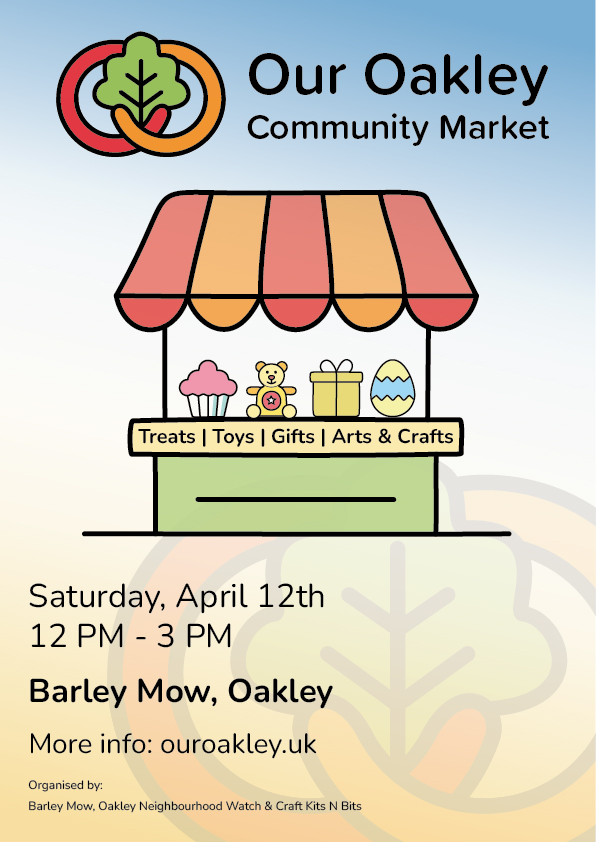 Our Oakley
Community Market
Treats | Toys | Gifts | Arts & Crafts
Saturday, April 12th
12 PM - 3 PM
Barley Mow, Oakley
More info: ouroakley.uk
Organised by:
Barley Mow, Oakley Neighbourhood Watch & Craft Kits N Bits